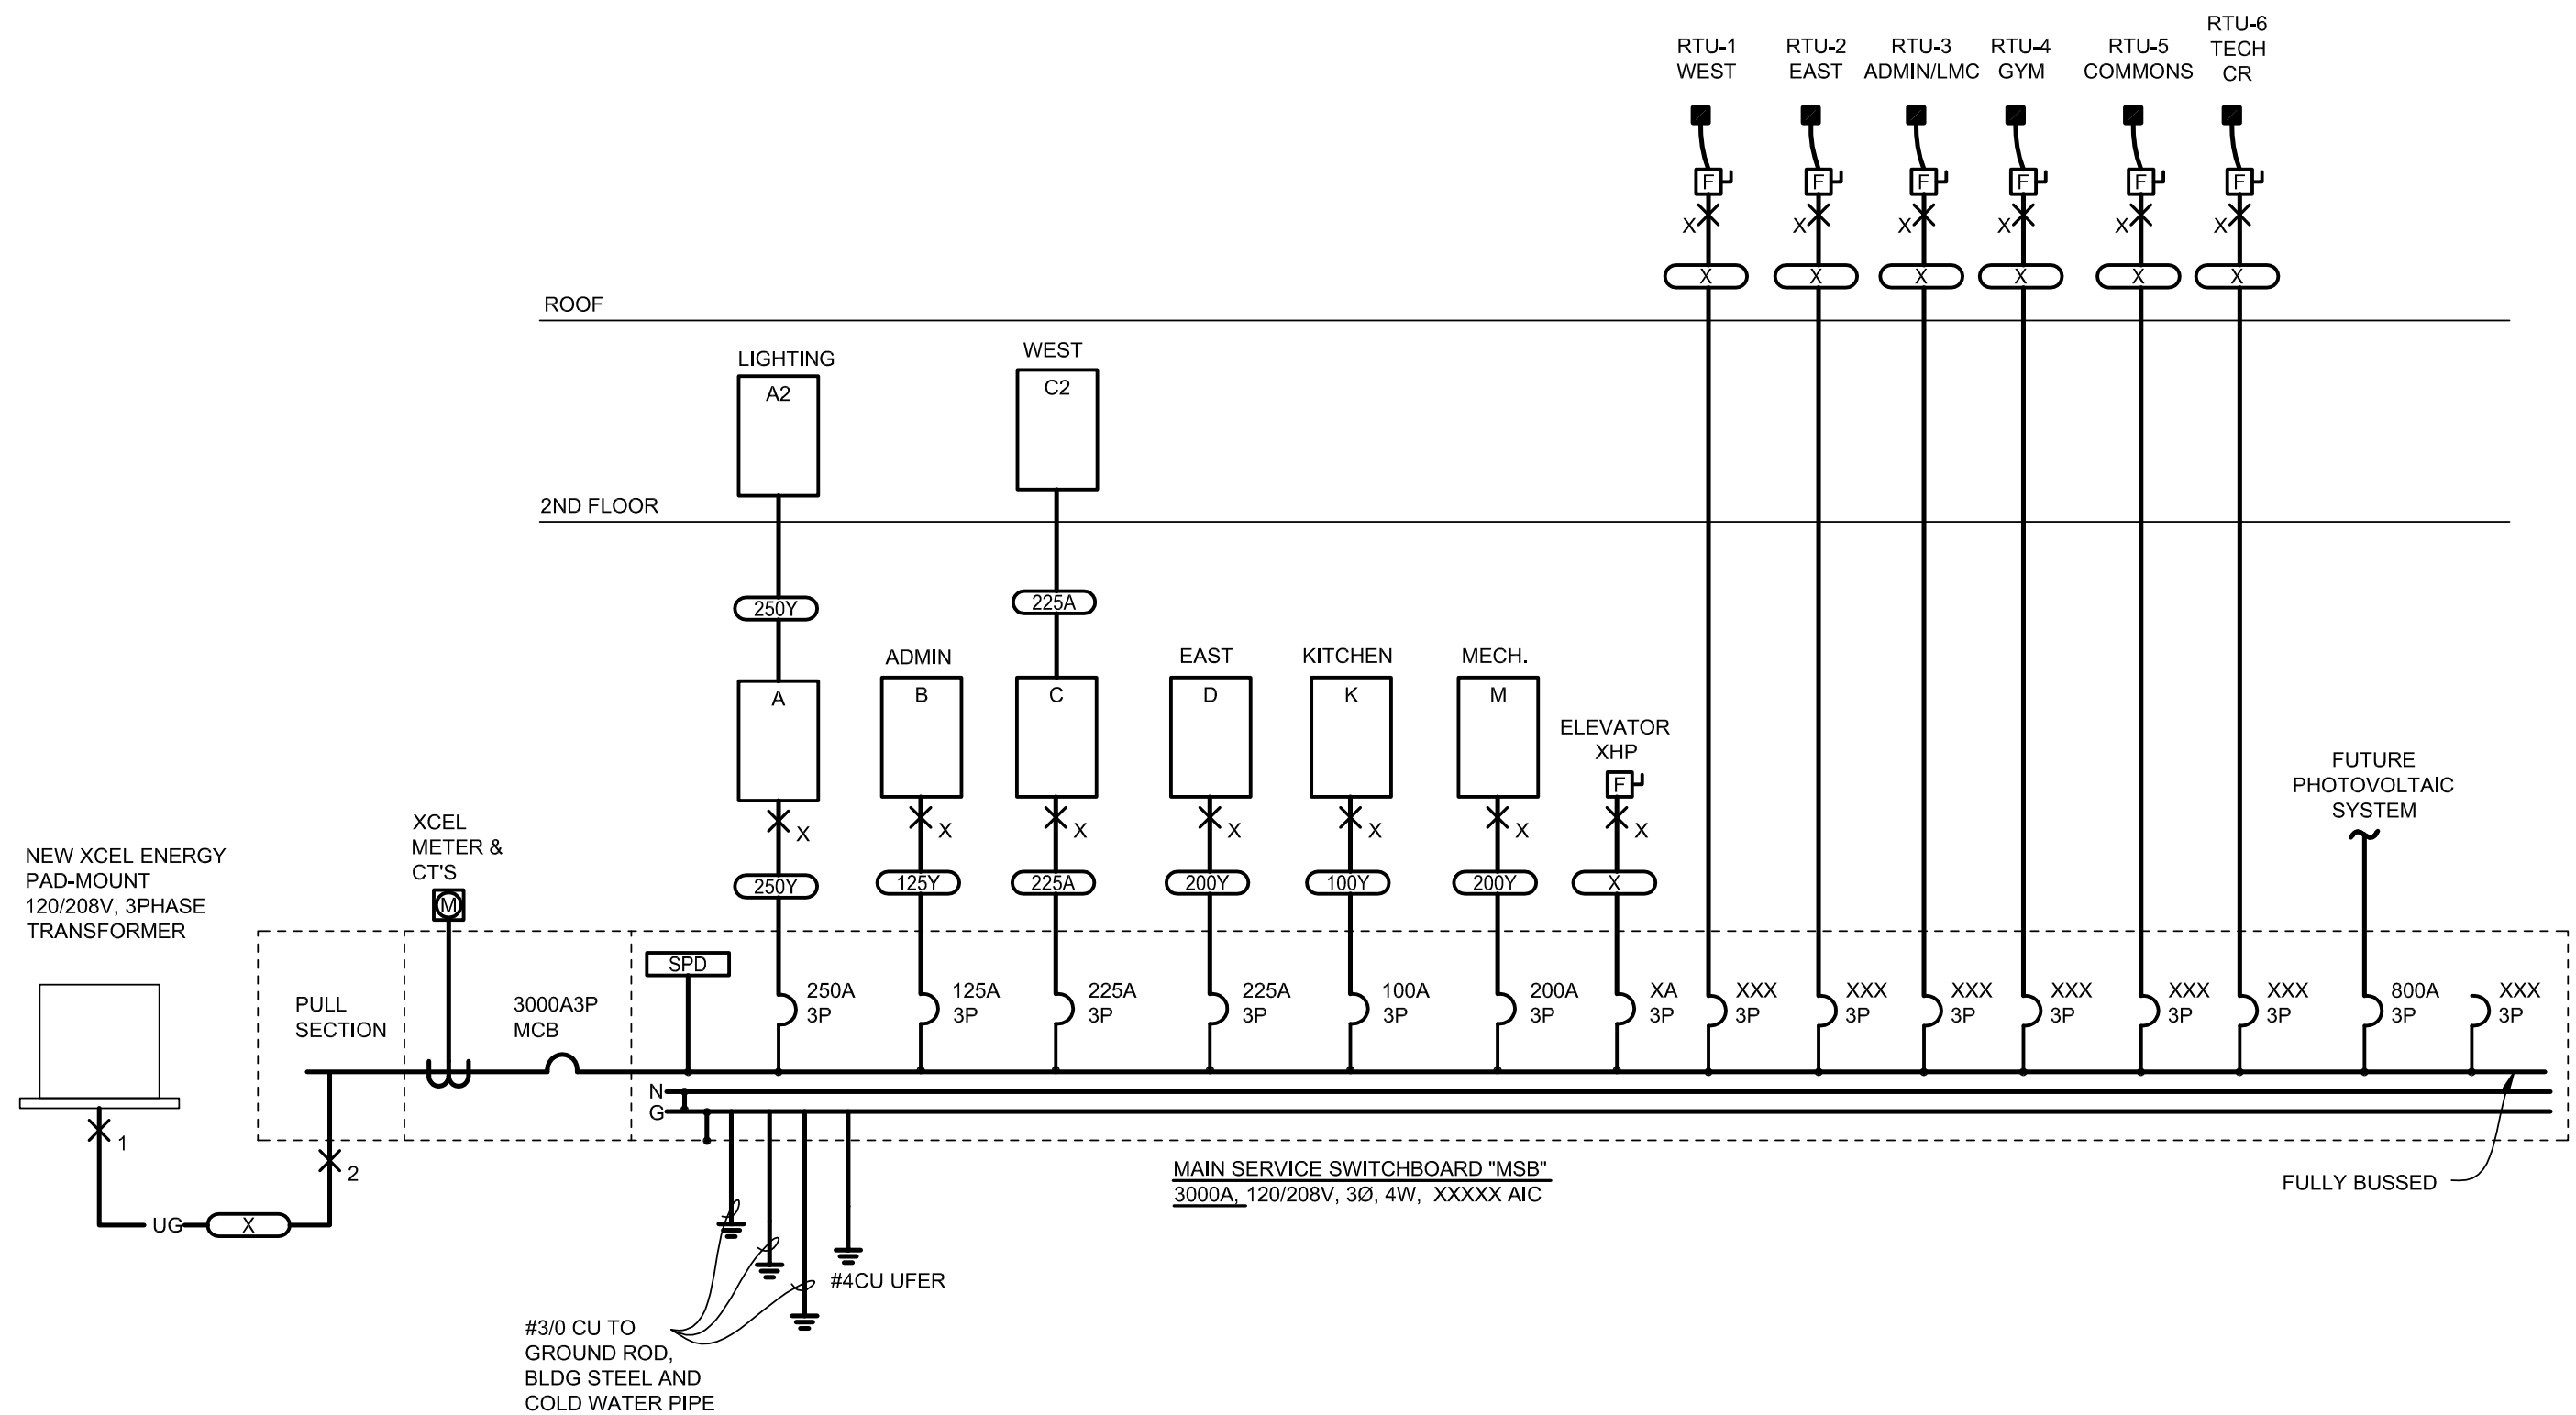 RTU-1
WEST
RTU-2
EAST
RTU-3
ADMIN/LMC
RTU-4
GYM
RTU-5
COMMONS
RTU-6
TECH
CR
F
F
F
F
F
F
X
X
X
X
X
X
X
X
X
X
X
X
ROOF
LIGHTING
A2
WEST
C2
2ND FLOOR
250Y
225A
A
ADMIN
B
C
EAST
D
KITCHEN
K
MECH.
M
ELEVATOR
XHP
F
X
X
X
X
X
X
X
250Y
125Y
225A
200Y
100Y
200Y
X
FUTURE
PHOTOVOLTAIC
SYSTEM
XCEL
METER &
CT'S
M
NEW XCEL ENERGY
PAD-MOUNT
120/208V, 3PHASE
TRANSFORMER
PULL
SECTION
3000A3P
MCB
SPD
250A
3P
125A
3P
225A
3P
225A
3P
100A
3P
200A
3P
XA
3P
XXX
3P
XXX
3P
XXX
3P
XXX
3P
XXX
3P
XXX
3P
800A
3P
XXX
3P
N
G
1
2
UG
X
MAIN SERVICE SWITCHBOARD "MSB"
3000A, 120/208V, 3Ø, 4W, XXXXX AIC
FULLY BUSSED
#4CU UFER
#3/0 CU TO
GROUND ROD,
BLDG STEEL AND
COLD WATER PIPE